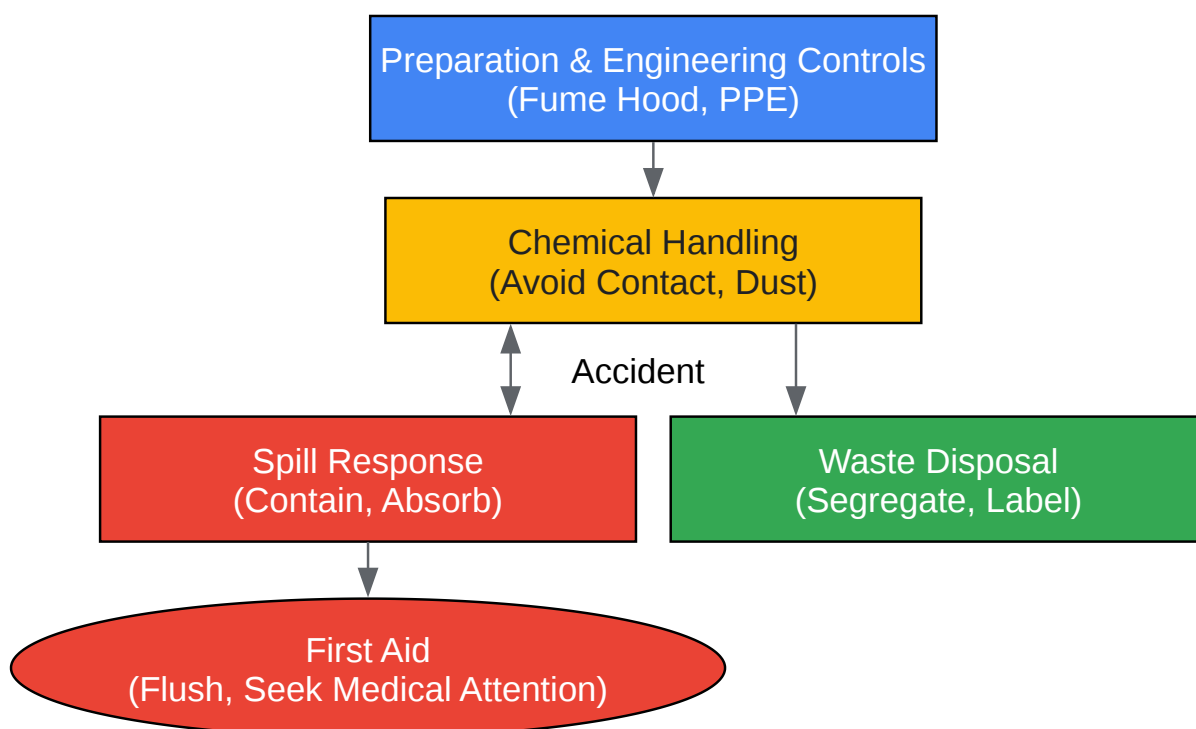 Preparation & Engineering Controls
(Fume Hood, PPE)
Chemical Handling
(Avoid Contact, Dust)
Accident
Spill Response
(Contain, Absorb)
Waste Disposal
(Segregate, Label)
First Aid
(Flush, Seek Medical Attention)